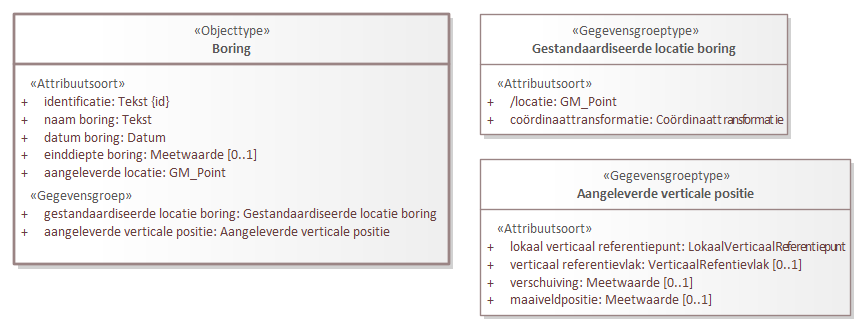 «Objecttype»
Boring
«Attribuutsoort»
+ identificatie: Tekst {id}
+ naam boring: Tekst
+ datum boring: Datum
+ einddiepte boring: Meetwaarde [0..1]
+ aangeleverde locatie: GM_Point
«Gegevensgroep»
+ gestandaardiseerde locatie boring: Gestandaardiseerde locatie boring
+ aangeleverde verticale positie: Aangeleverde verticale positie
«Gegevensgroeptype»
Gestandaardiseerde locatie boring
«Attribuutsoort»
+ /locatie: GM_Point
+ coördinaattransformatie: Coördinaattransformatie
«Gegevensgroeptype»
Aangeleverde verticale positie
«Attribuutsoort»
+ lokaal verticaal referentiepunt: LokaalVerticaalReferentiepunt
+ verticaal referentievlak: VerticaalRefentievlak [0..1]
+ verschuiving: Meetwaarde [0..1]
+ maaiveldpositie: Meetwaarde [0..1]